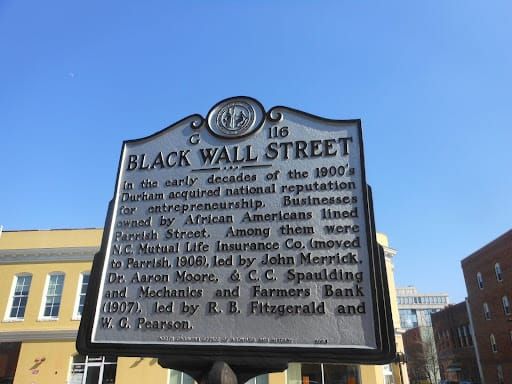 G 116
BLACK WALL STREET
In the early decades of the 1900's
Durham acquired national reputation
for entrepreneurship. Businesses
owned by African Americans lined
Parrish Street. Among them were
N.C. Mutual Life Insurance Co. (moved
to Parrish, 1906), led by John Merrick,
Dr. Aaron Moore, & C. C. Spaulding
and Mechanics and Farmers Bank
(1907), led by R. B. Fitzgerald and
W. G. Pearson.